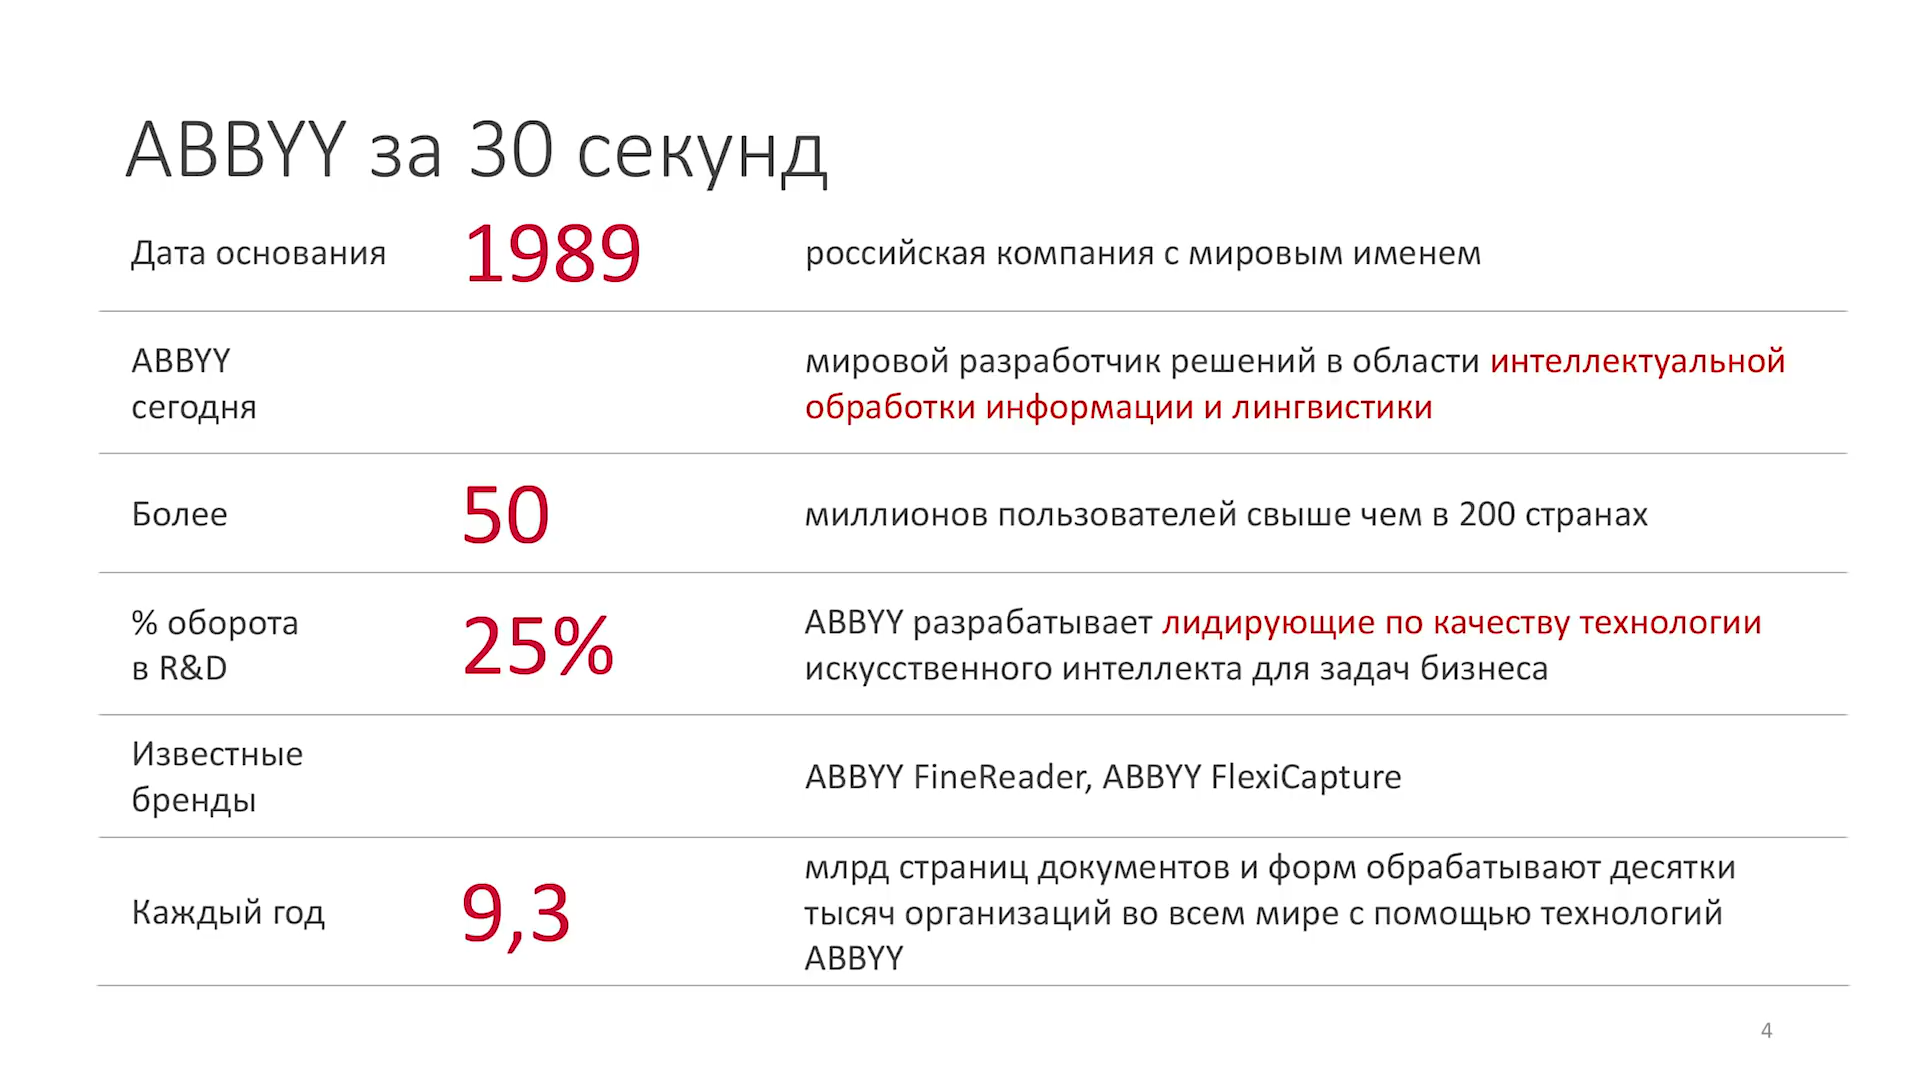 ABBYY за 30 секунд
Дата основания 1989 российская компания с мировым именем
ABBYY
сегодня
мировой разработчик решений в области интеллектуальной
обработки информации и лингвистики
Более 50 миллионов пользователей свыше чем в 200 странах
% оборота
в R&D
25%
ABBYY разрабатывает лидирующие по качеству технологии
искусственного интеллекта для задач бизнеса
Известные
бренды
ABBYY FineReader, ABBYY FlexiCapture
Каждый год
9,3
млрд страниц документов и форм обрабатывают десятки
тысяч организаций во всем мире с помощью технологий
ABBYY
4